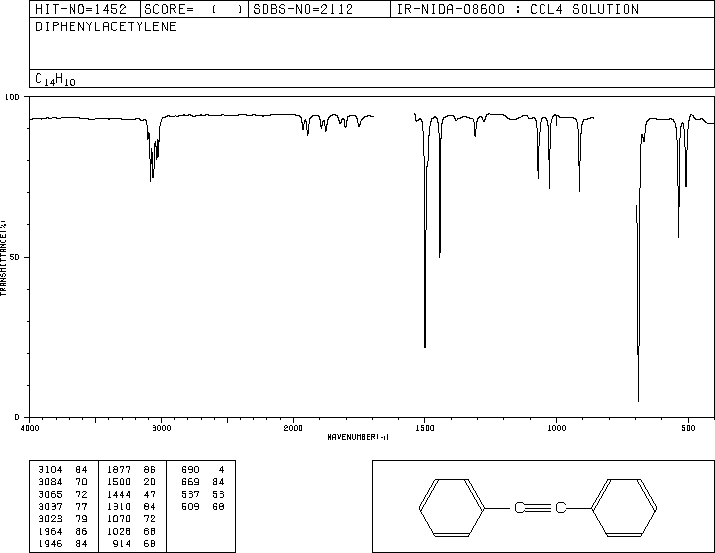 HIT-NO=1452 SCORE= ( ) SDBS-NO=2112 IR-NIDA-08600 : CCL4 SOLUTION
DIPHENYLACETYLENE
C14H10
100
50
0
TRANSMITTANCE(%)
4000 3000 2000 1500 1000 500
WAVENUMBER(-1)
3104 84 1877 86 690 4
3084 70 1500 20 669 84
3065 72 1444 47 537 53
3037 77 1310 84 509 68
3023 79 1070 72
1964 86 1028 68
1946 84 914 68
C C